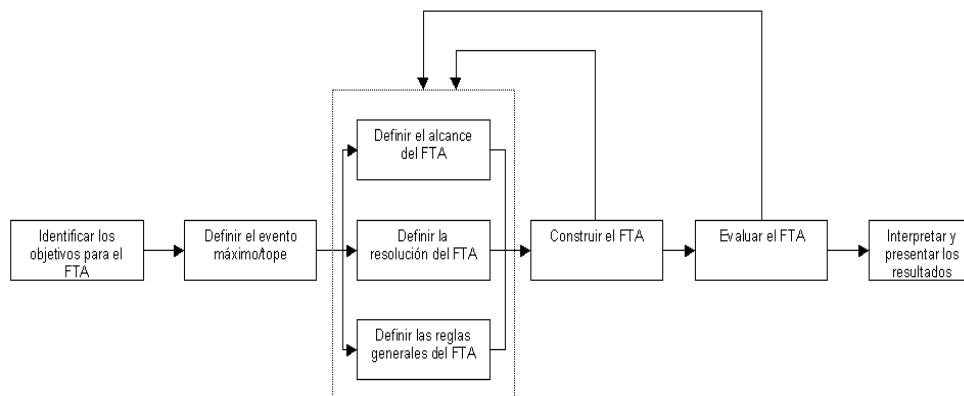 Definir el alcance
del FTA
Identificar los
objetivos para el
FTA
Definir el evento
máximo/tope
Definir la
resolución del FTA
Construir el FTA
Evaluar el FTA
Interpretar y
presentar los
resultados
Definir las reglas
generales del FTA